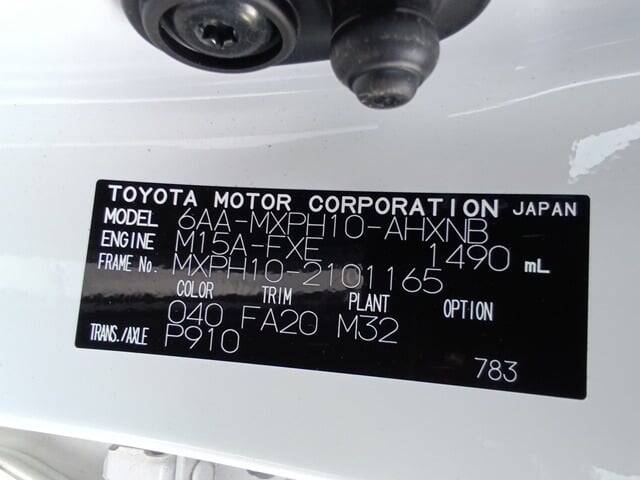 TOYOTA MOTOR CORPORATION JAPAN
MODEL 6AA-MXPH10-AHXNB
ENGINE M15A-FXE 1490 mL
FRAME No. MXPH10-2101165
COLOR TRIM PLANT OPTION
040 FA20 M32
TRANS./AXLE P910
783